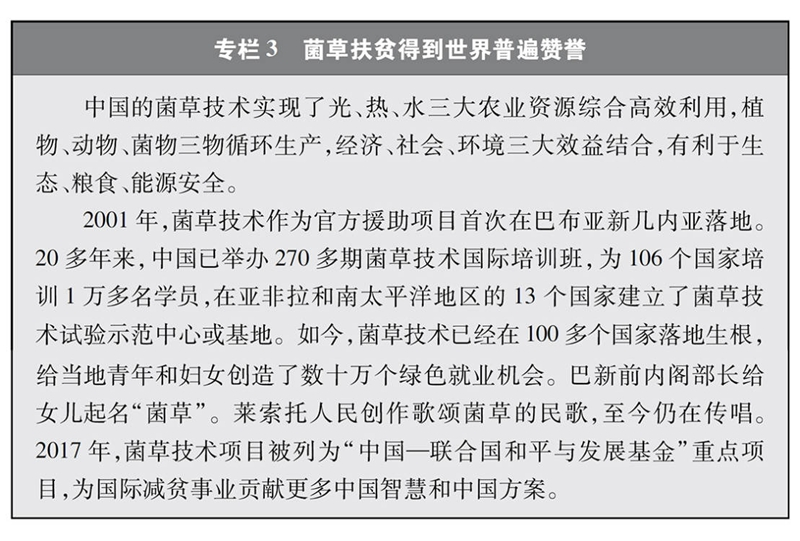 专栏 3　菌草扶贫得到世界普遍赞誉
中国的菌草技术实现了光、热、水三大农业资源综合高效利用,植
物、动物、菌物三物循环生产,经济、社会、环境三大效益结合,有利于生
态、粮食、能源安全。
2001 年,菌草技术作为官方援助项目首次在巴布亚新几内亚落地。
20 多年来,中国已举办 270 多期菌草技术国际培训班,为 106 个国家培
训 1 万多名学员,在亚非拉和南太平洋地区的 13 个国家建立了菌草技
术试验示范中心或基地。如今,菌草技术已经在 100 多个国家落地生根,
给当地青年和妇女创造了数十万个绿色就业机会。巴新前内阁部长给
女儿起名“菌草”。莱索托人民创作歌颂菌草的民歌,至今仍在传唱。
2017 年,菌草技术项目被列为“中国—联合国和平与发展基金”重点项
目,为国际减贫事业贡献更多中国智慧和中国方案。